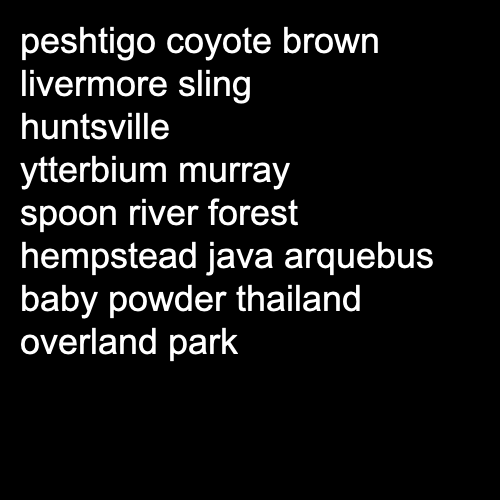 peshtigo coyote brown
livermore sling
huntsville
ytterbium murray
spoon river forest
hempstead java arquebus
baby powder thailand
overland park